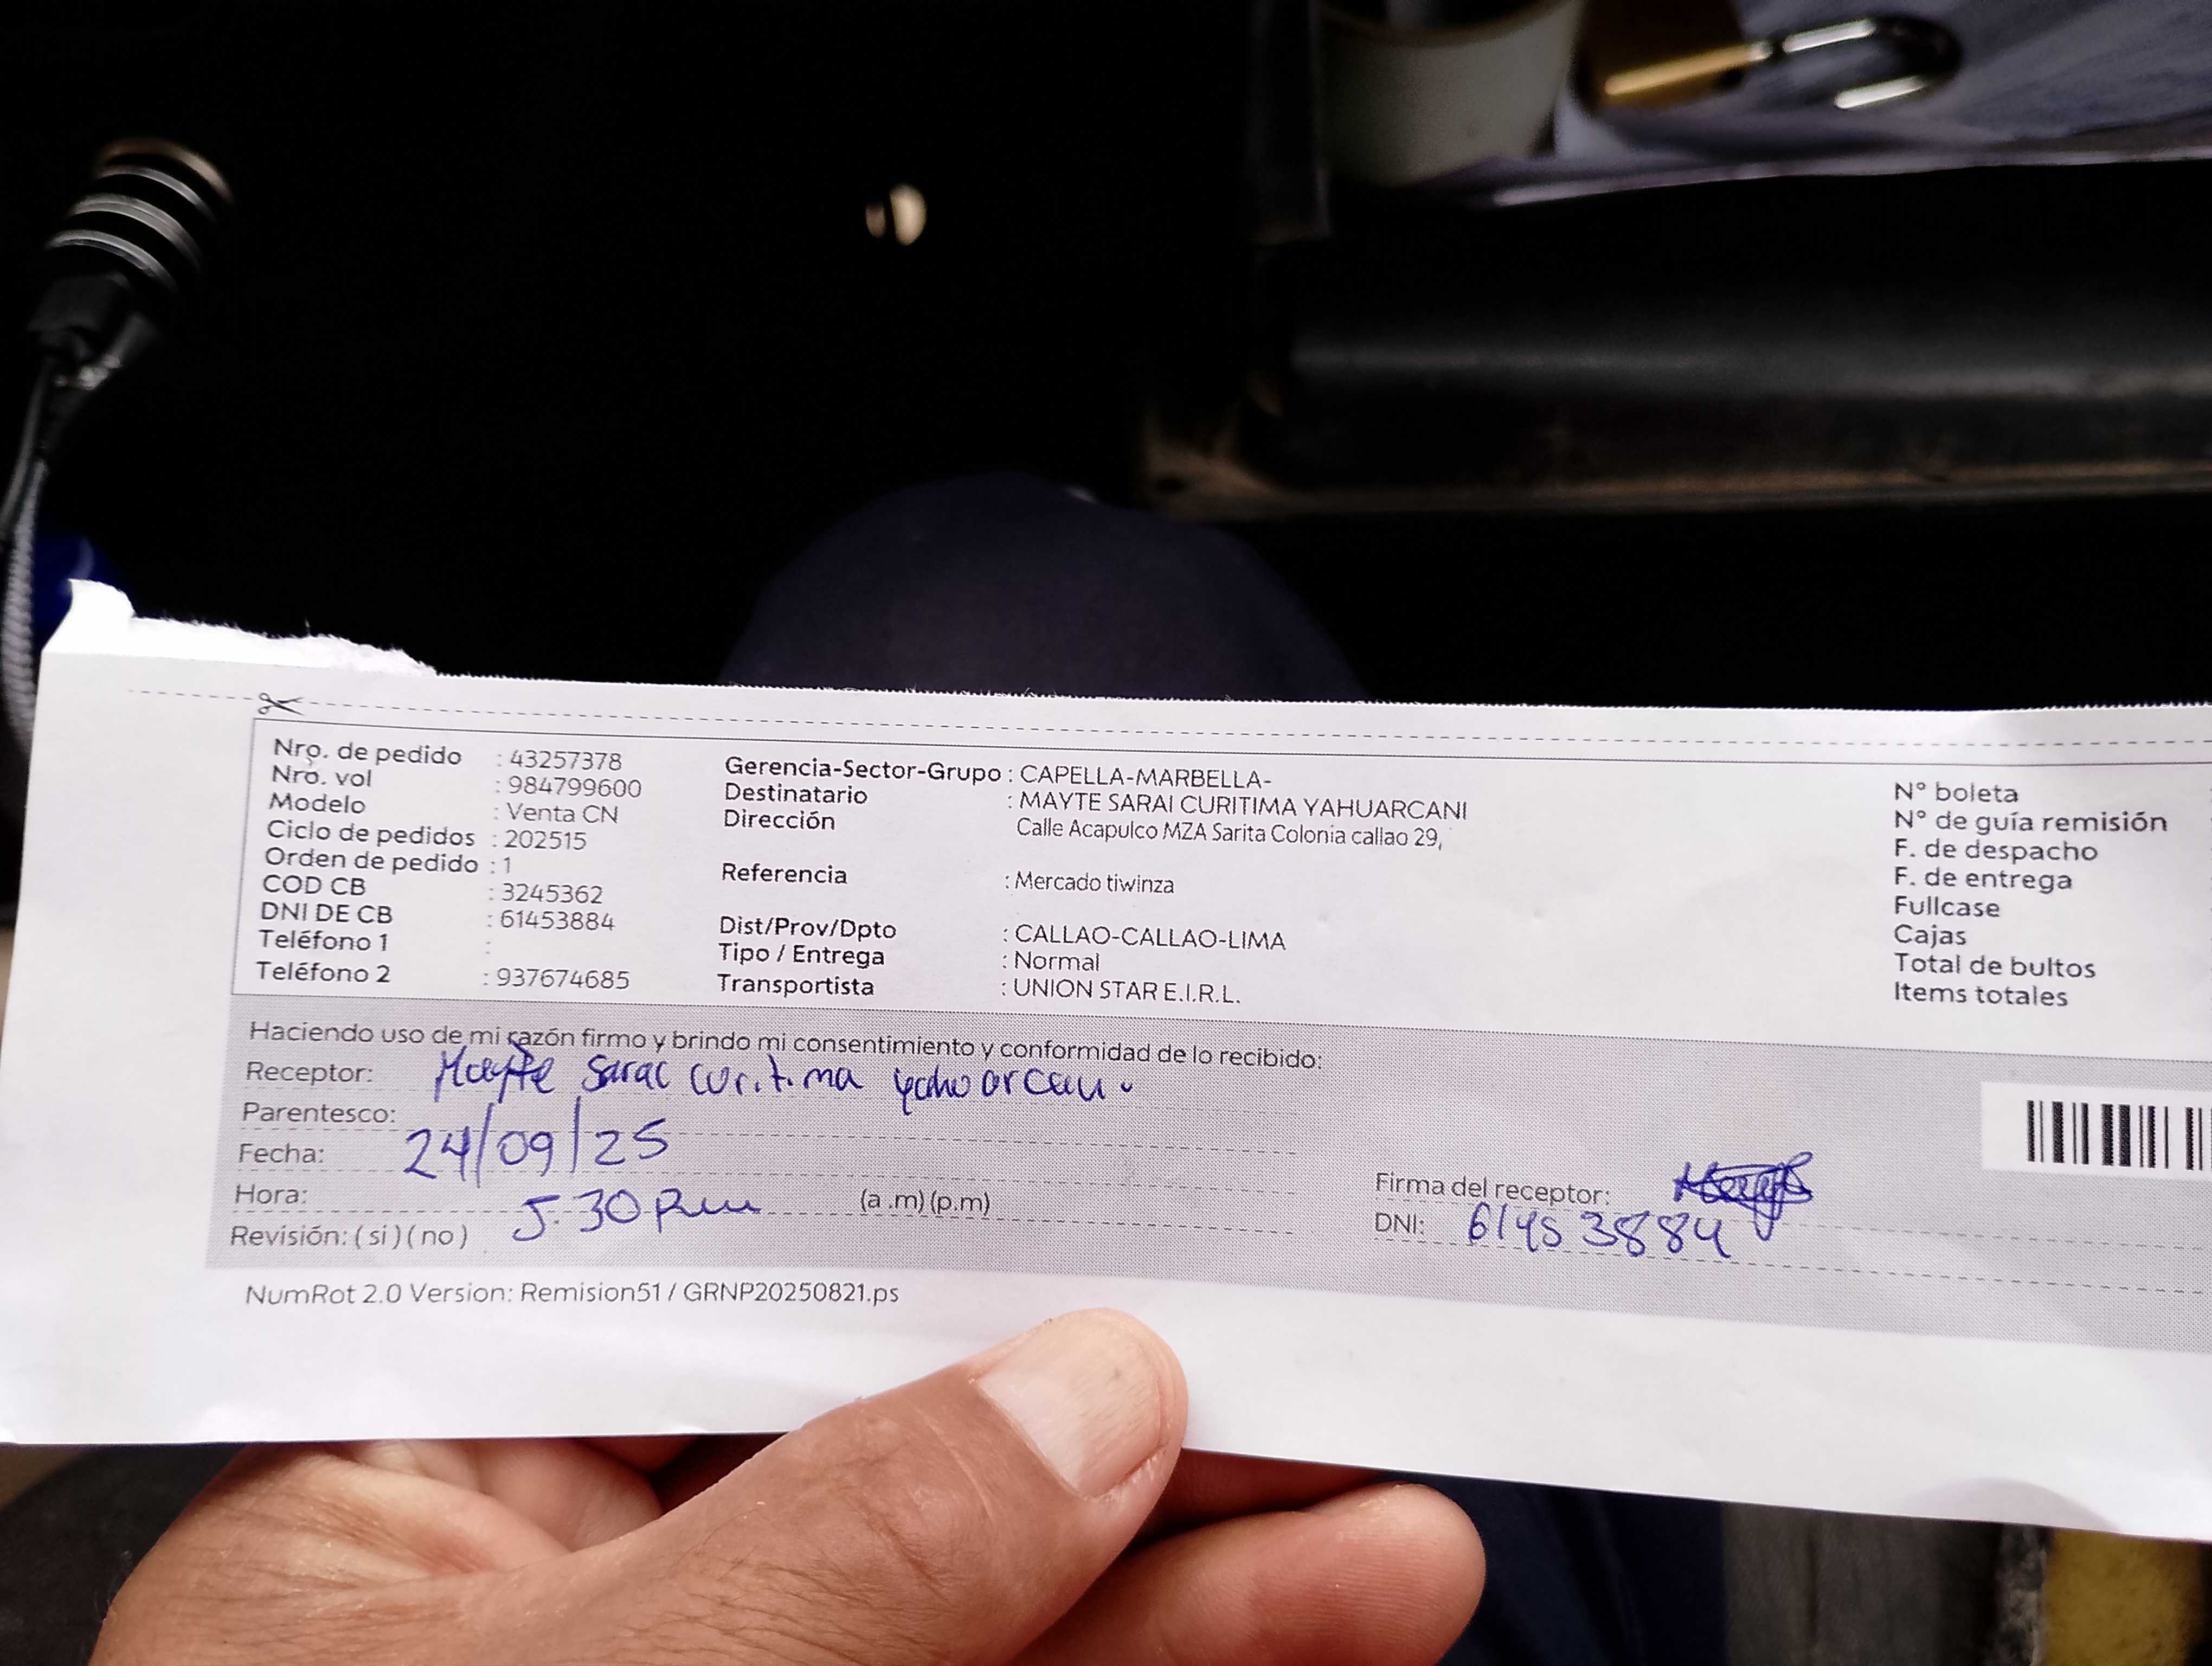 Nro. de pedido : 43257378
Nro. vol : 984799600
Modelo : Venta CN
Ciclo de pedidos : 202515
Orden de pedido : 1
COD CB : 3245362
DNI DE CB : 61453884
Teléfono 1 :
Teléfono 2 : 937674685
Gerencia-Sector-Grupo : CAPELLA-MARBELLA-
Destinatario : MAYTE SARAI CURITIMA YAHUARCANI
Dirección Calle Acapulco MZA Sarita Colonia callao 29,
Referencia : Mercado tiwinza
Dist/Prov/Dpto : CALLAO-CALLAO-LIMA
Tipo / Entrega : Normal
Transportista : UNION STAR E.I.R.L.
N° boleta
N° de guía remisión
F. de despacho
F. de entrega
Fullcase
Cajas
Total de bultos
Items totales
Haciendo uso de mi razón firmo y brindo mi consentimiento y conformidad de lo recibido:
Receptor: Mayte Sarai curitima
Parentesco:
Fecha: 24/09/25
Hora: 5:30 pm (a.m) (p.m)
Revisión: ( si ) ( no )
Firma del receptor:
DNI: 61453884
NumRot 2.0 Version: Remision51 / GRNP20250821.ps